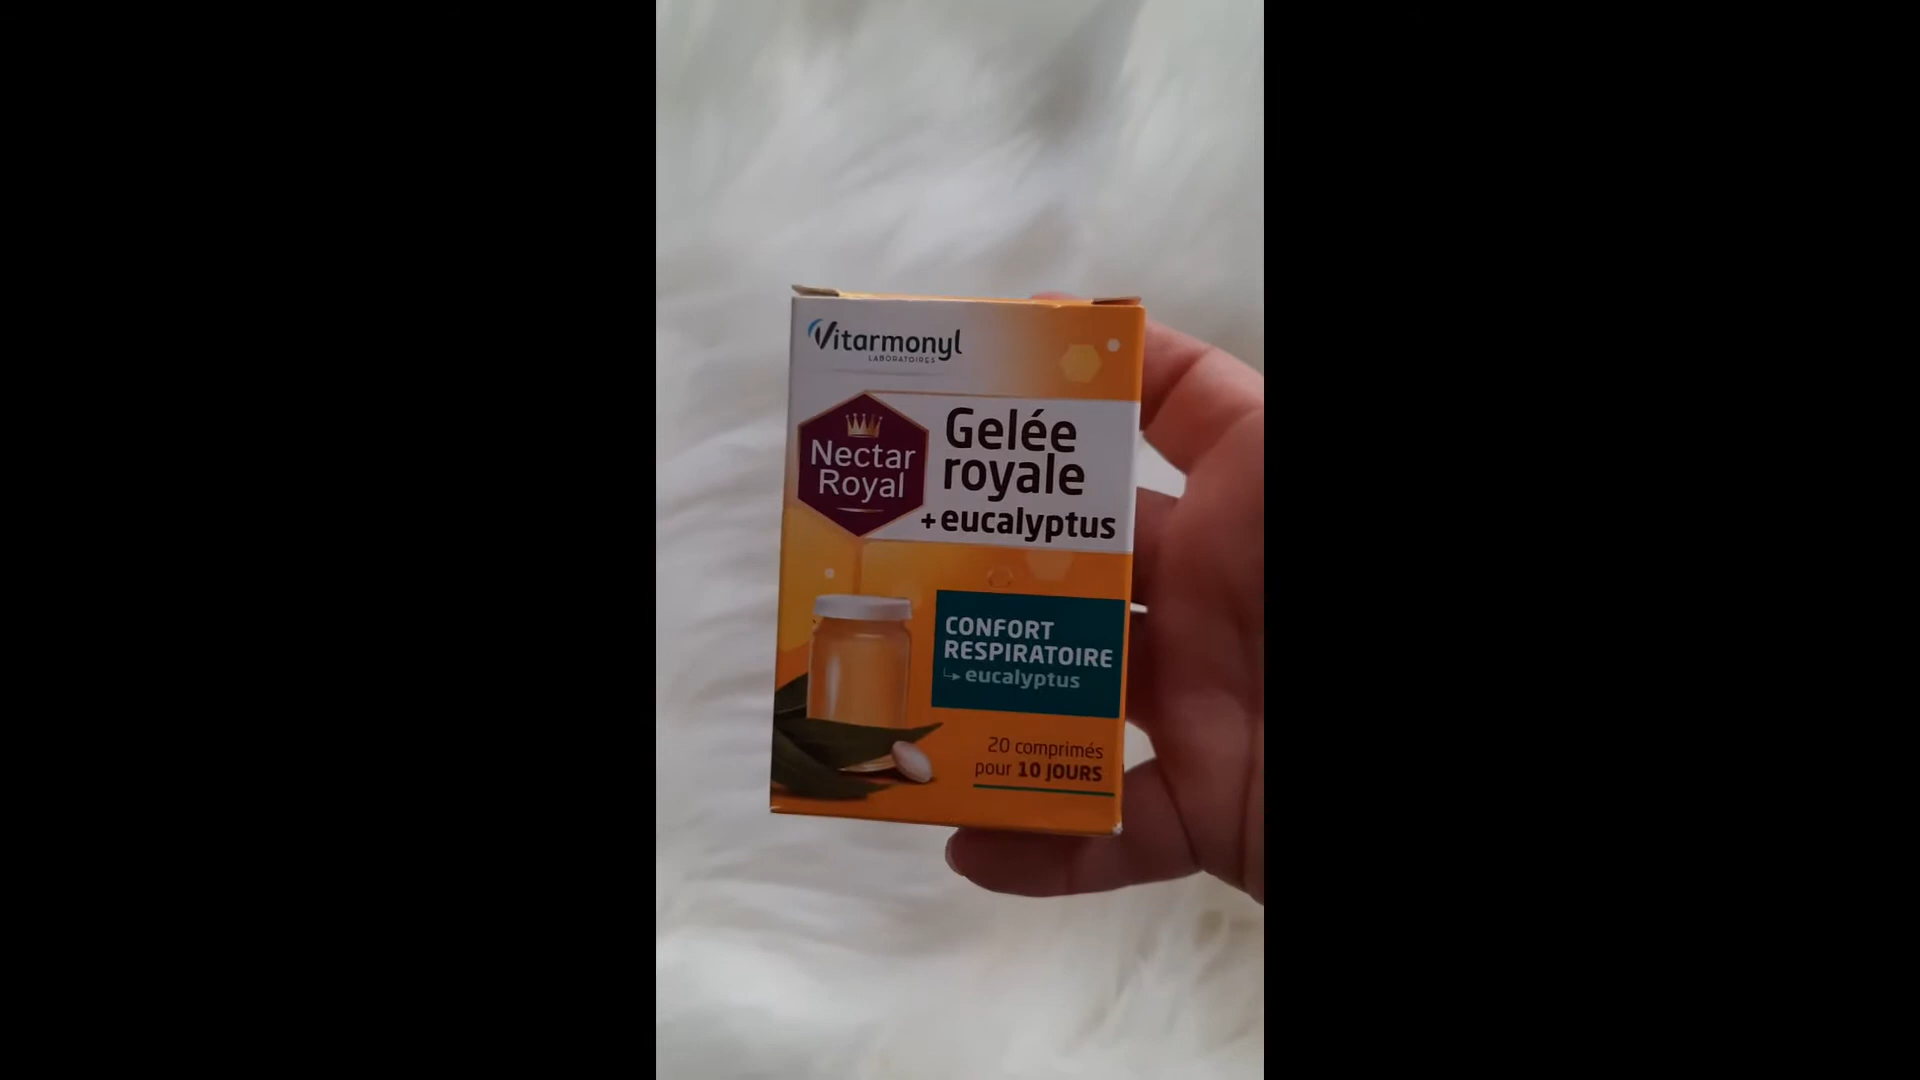 Vitarmonyl
LABORATOIRES
Nectar
Royal
Gelée
royale
+eucalyptus
CONFORT
RESPIRATOIRE
↳ eucalyptus
20 comprimés
pour 10 JOURS